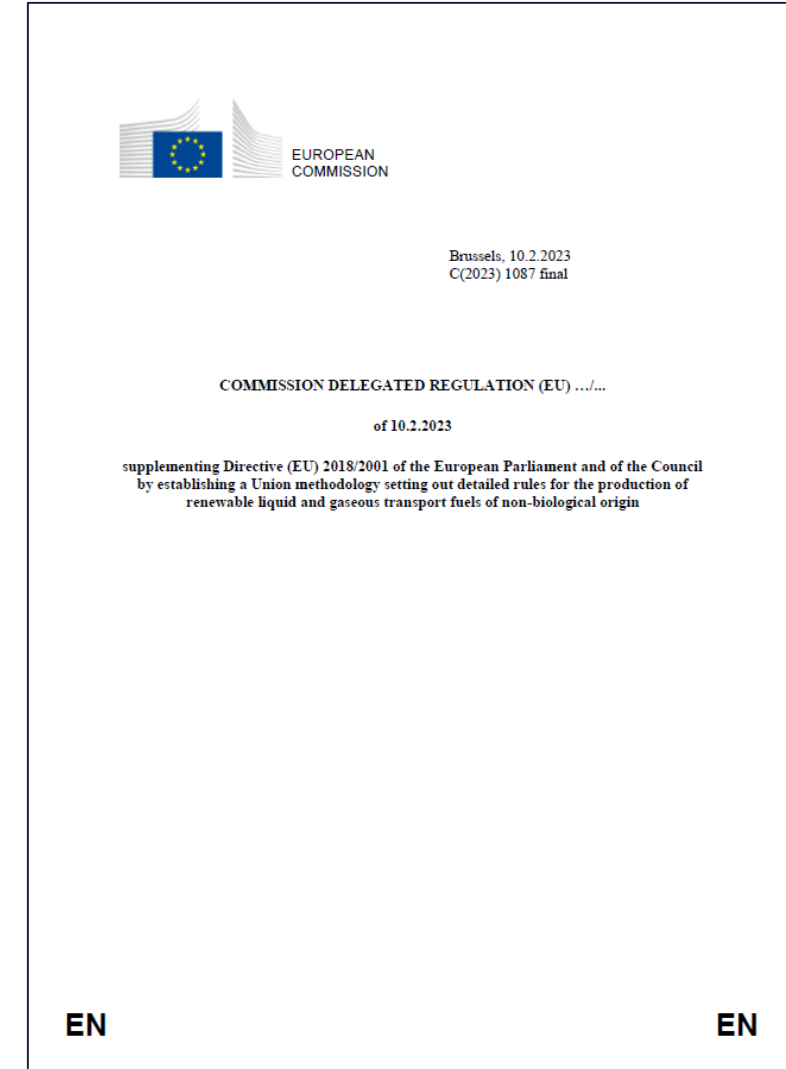 EUROPEAN
COMMISSION
Brussels, 10.2.2023
C(2023) 1087 final
COMMISSION DELEGATED REGULATION (EU) …/...
of 10.2.2023
supplementing Directive (EU) 2018/2001 of the European Parliament and of the Council
by establishing a Union methodology setting out detailed rules for the production of
renewable liquid and gaseous transport fuels of non-biological origin
EN EN